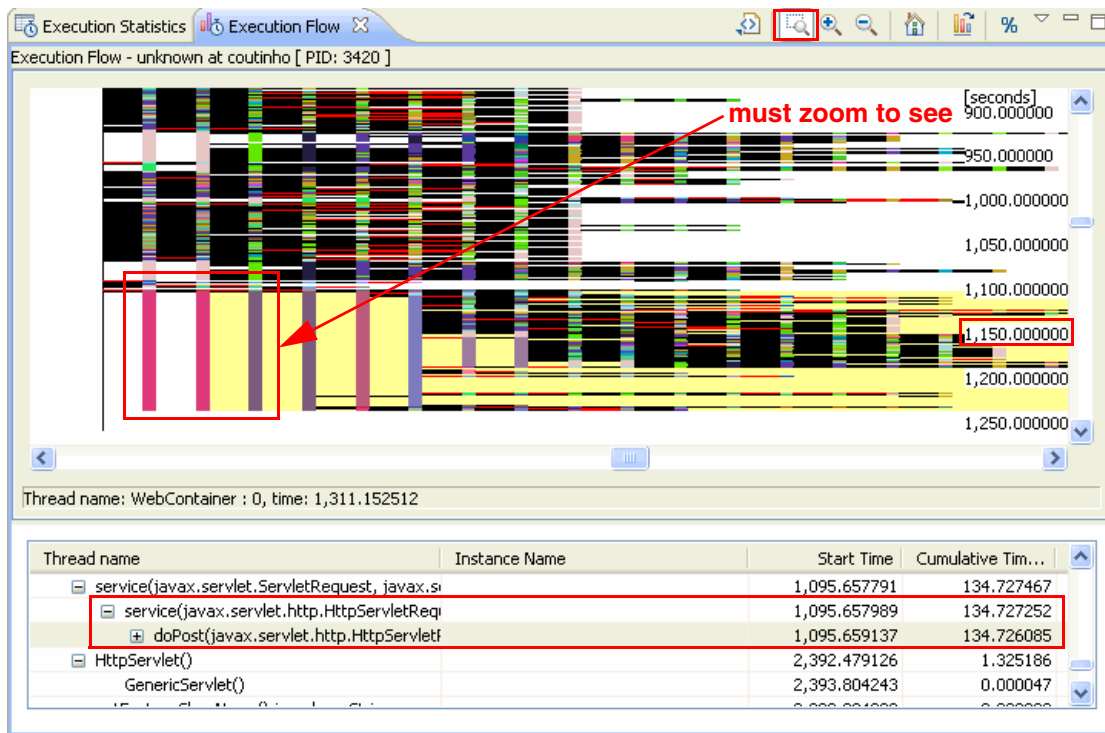 Execution Statistics Execution Flow
%
Execution Flow - unknown at coutinho [ PID: 3420 ]
[seconds]
must zoom to see
900.000000
950.000000
1,000.000000
1,050.000000
1,100.000000
1,150.000000
1,200.000000
1,250.000000
Thread name: WebContainer : 0, time: 1,311.152512
Thread name Instance Name Start Time Cumulative Tim...
service(javax.servlet.ServletRequest, javax.s 1,095.657791 134.727467
service(javax.servlet.http.HttpServletRequ 1,095.657989 134.727252
doPost(javax.servlet.http.HttpServletF 1,095.659137 134.726085
HttpServlet() 2,392.479126 1.325186
GenericServlet() 2,393.804243 0.000047